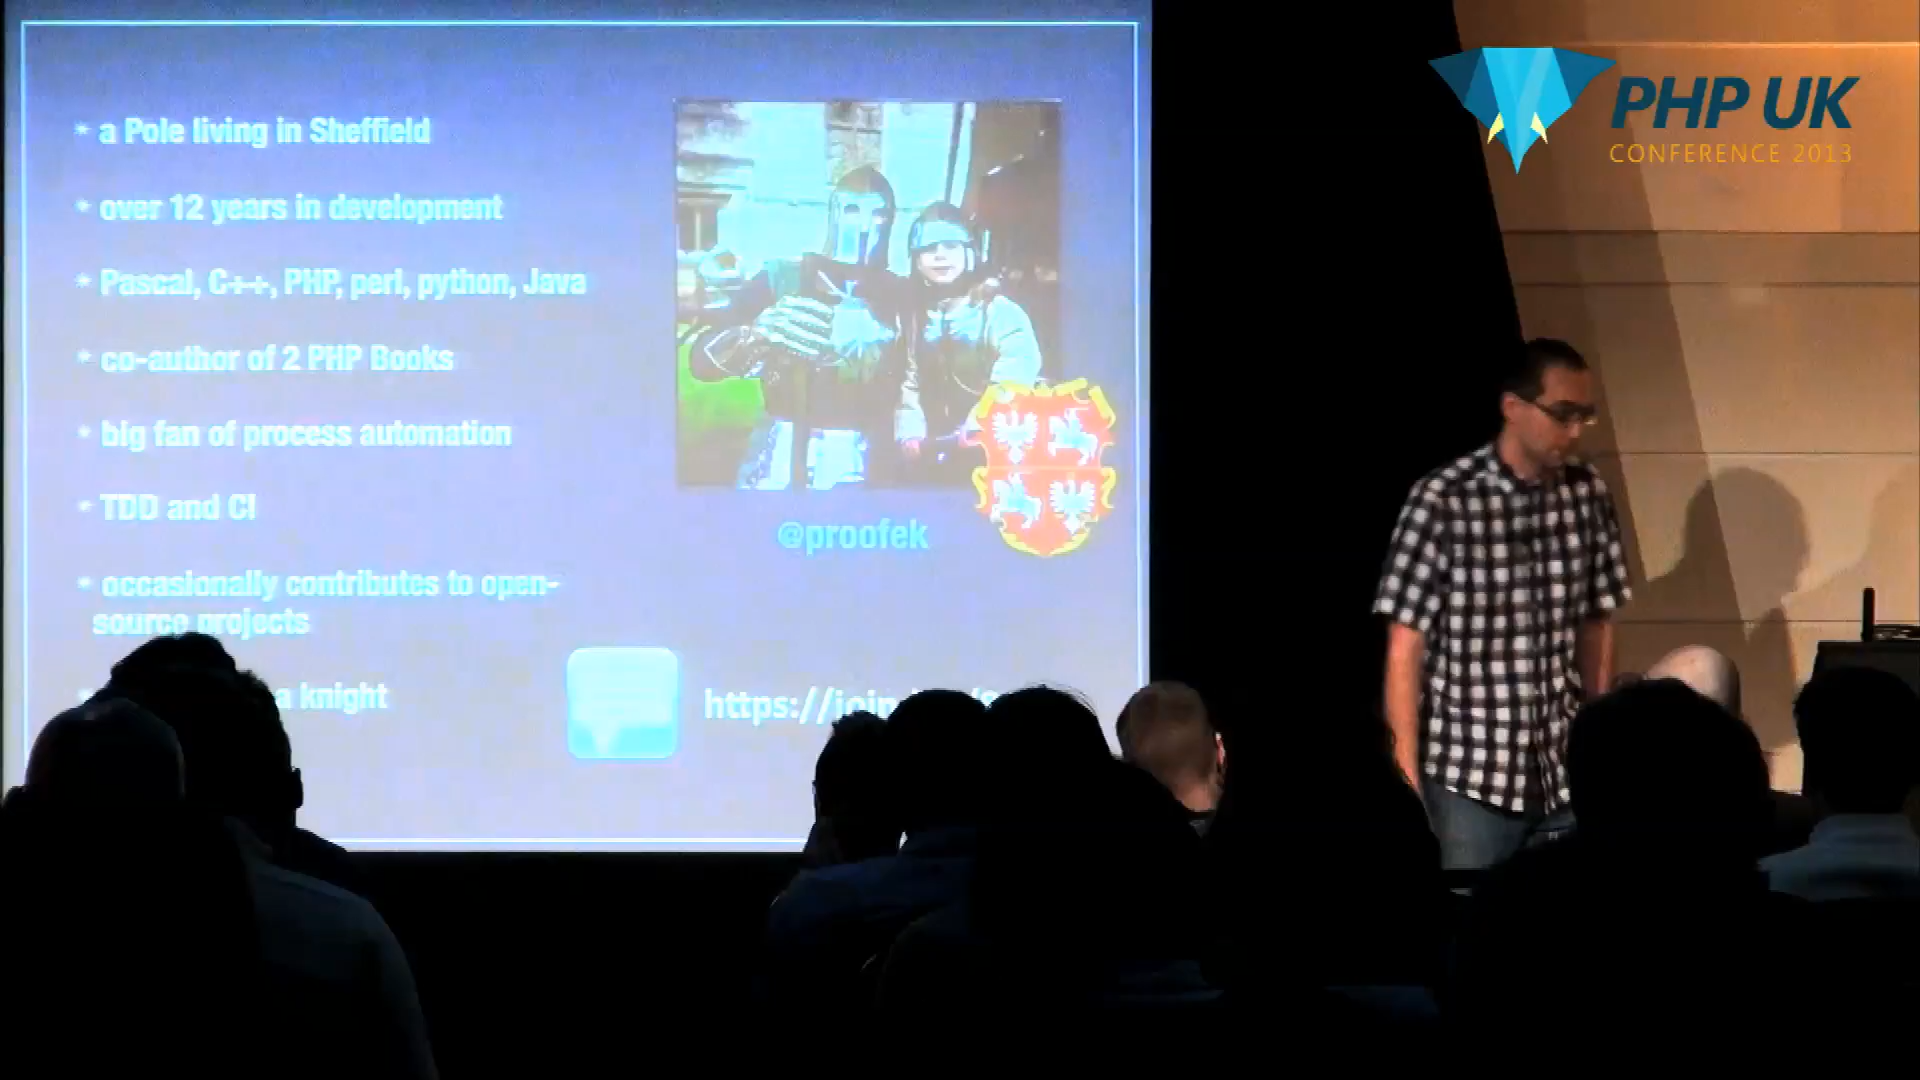 * a Pole living in Sheffield
* over 12 years in development
* Pascal, C++, PHP, perl, python, Java
* co-author of 2 PHP Books
* big fan of process automation
* TDD and CI
* occasionally contributes to open-
source projects
a knight
@proofek
https://join
PHP UK
CONFERENCE 2013